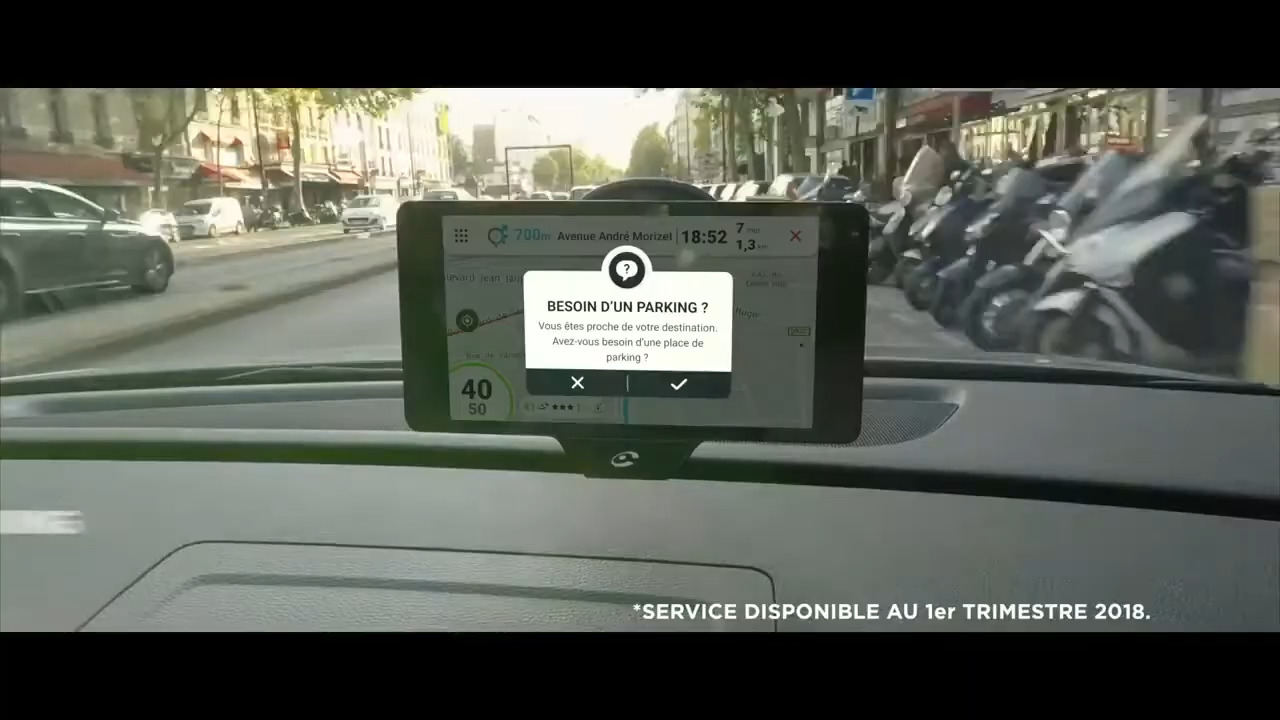 700m Avenue André Morizet 18:52 7 min
1,3 km
BESOIN D'UN PARKING ?
Vous êtes proche de votre destination.
Avez-vous besoin d'une place de
parking ?
40
50
*SERVICE DISPONIBLE AU 1er TRIMESTRE 2018.